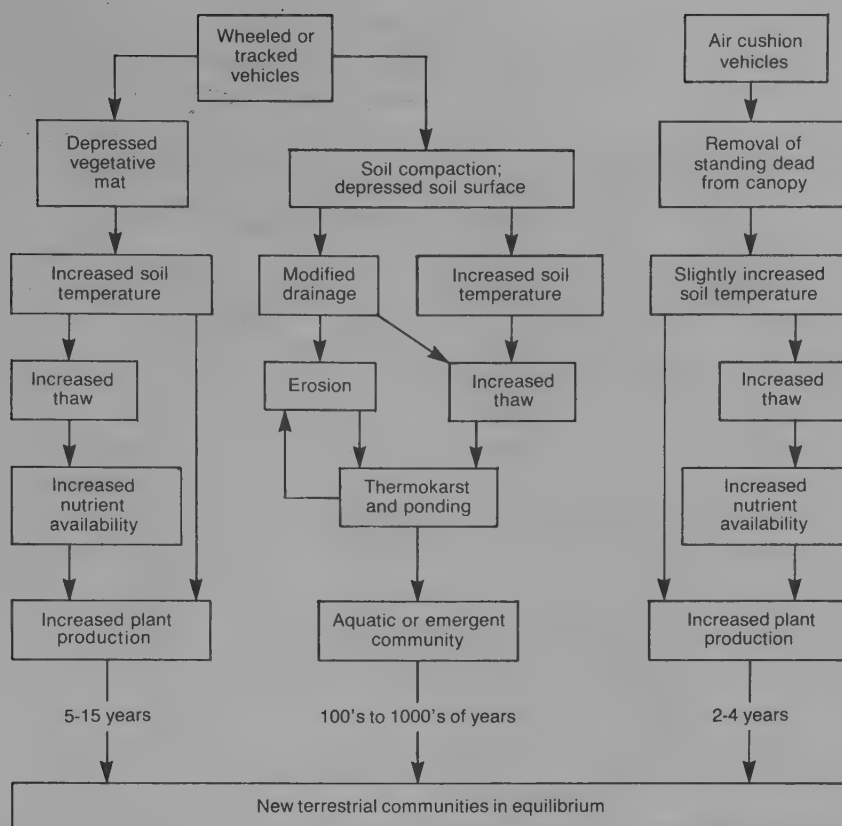 Wheeled or
tracked
vehicles
Air cushion
vehicles
Depressed
vegetative
mat
Soil compaction;
depressed soil surface
Removal of
standing dead
from canopy
Increased soil
temperature
Modified
drainage
Increased soil
temperature
Slightly increased
soil temperature
Increased
thaw
Erosion
Increased
thaw
Increased
thaw
Increased
nutrient
availability
Thermokarst
and ponding
Increased
nutrient
availability
Increased plant
production
Aquatic or emergent
community
Increased plant
production
5-15 years
100's to 1000's of years
2-4 years
New terrestrial communities in equilibrium